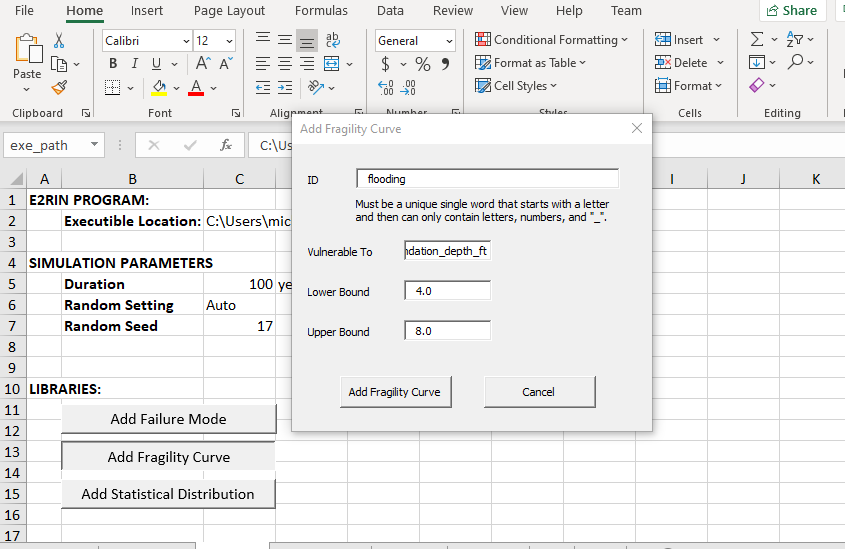 File Home Insert Page Layout Formulas Data Review View Help Team Share
Calibri 12 General Conditional Formatting Insert
Paste B I U A A $ % 9 Format as Table Delete
A Cell Styles Format
Clipboard Font Alignment Styles Cells Editing
Add Fragility Curve
exe_path fx C:\Us
A B C I J K
1 E2RIN PROGRAM:
2 Executible Location: C:\Users\mic
3
4 SIMULATION PARAMETERS
5 Duration 100 ye
6 Random Setting Auto
7 Random Seed 17
8
9
10 LIBRARIES:
11
Add Failure Mode
12
13 Add Fragility Curve
14
15 Add Statistical Distribution
16
17
ID flooding
Must be a unique single word that starts with a letter
and then can only contain letters, numbers, and "_".
Vulnerable To ndation_depth_ft
Lower Bound 4.0
Upper Bound 8.0
Add Fragility Curve Cancel